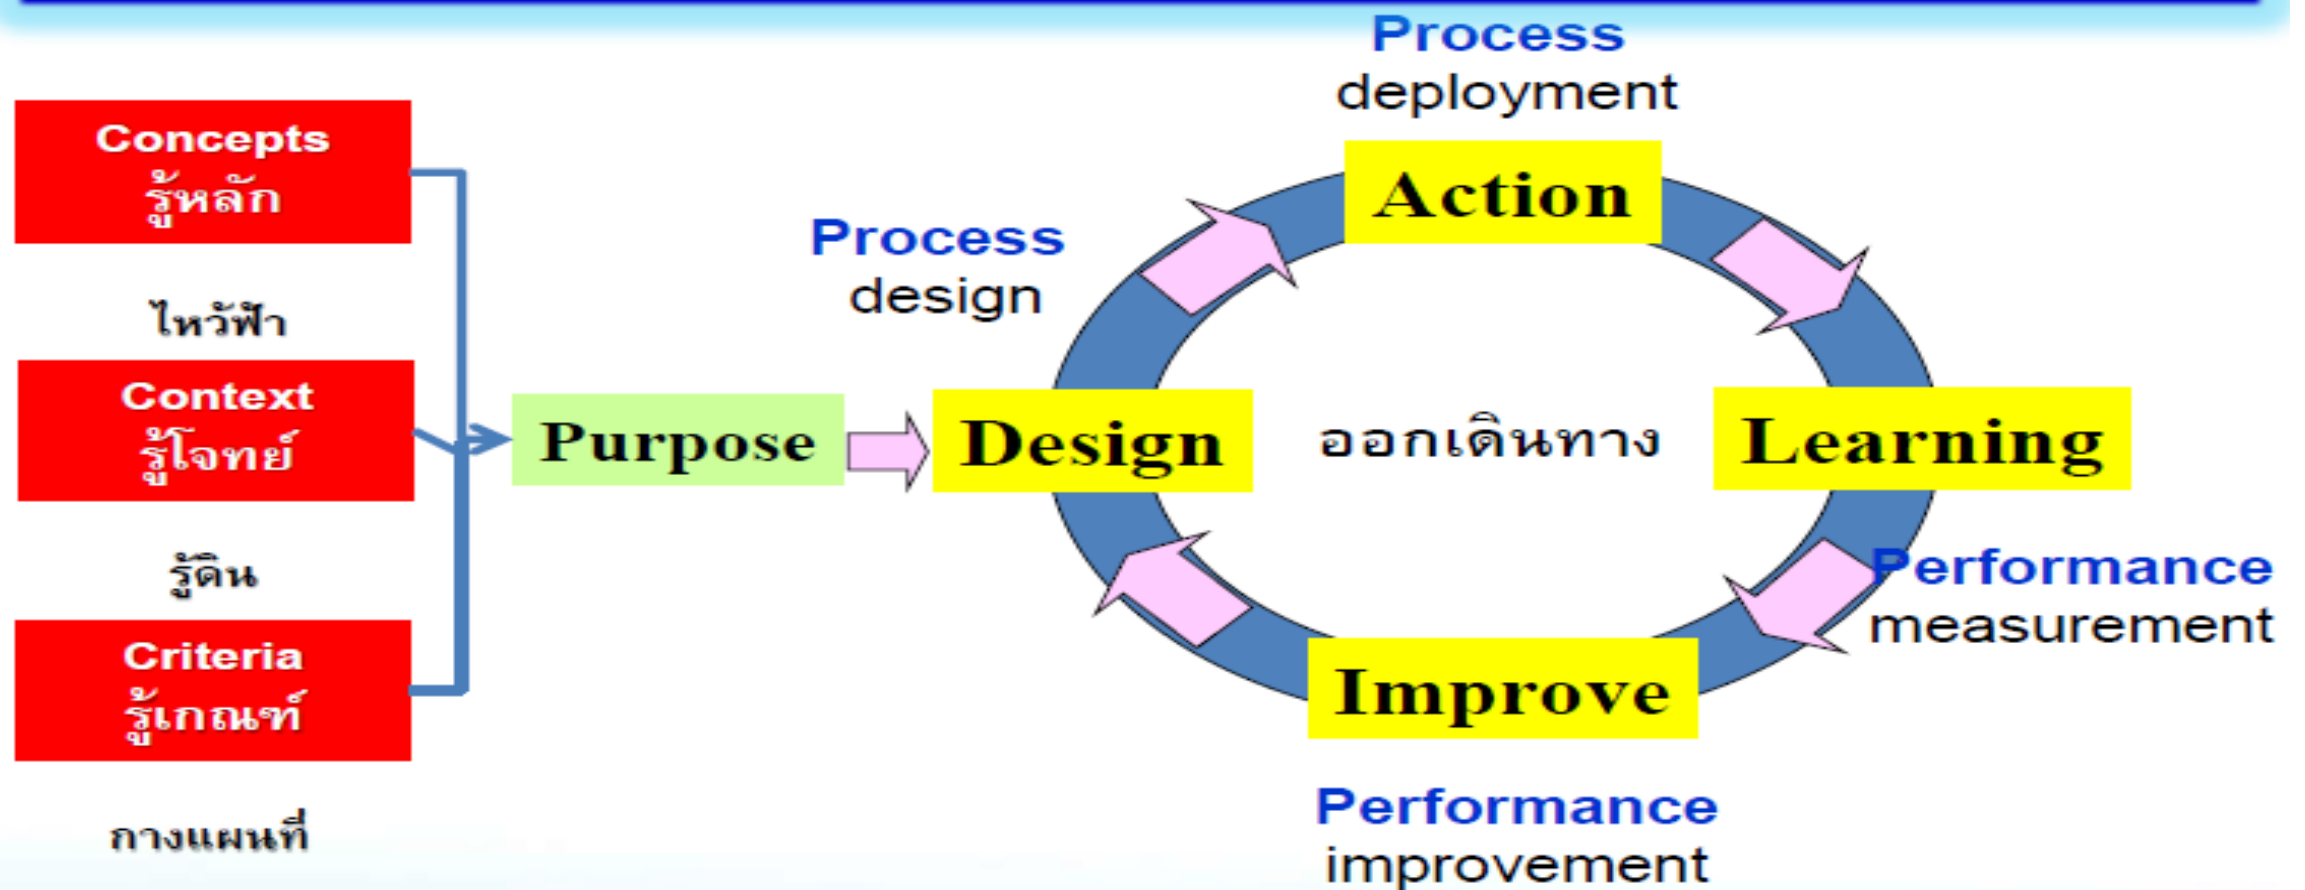 Concepts
รู้หลัก
ไหว้ฟ้า
Context
รู้โจทย์
รู้ดิน
Criteria
รู้เกณฑ์
กางแผนที่
Purpose
Process
design
Design
Process
deployment
Action
ออกเดินทาง
Learning
Performance
measurement
Improve
Performance
improvement